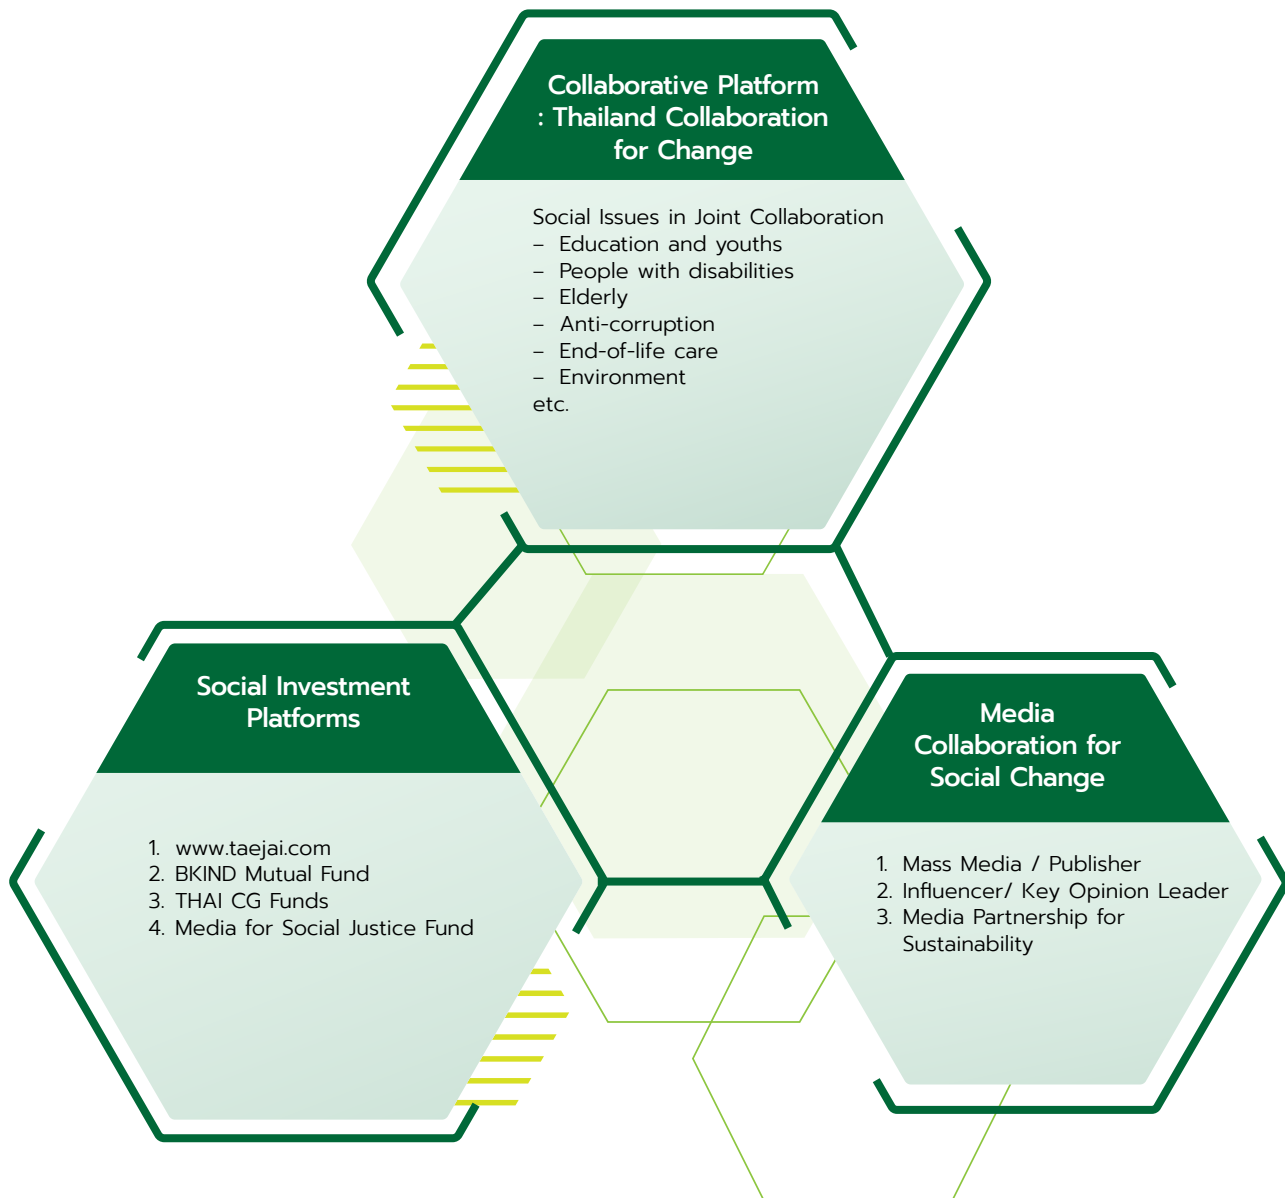 Collaborative Platform
: Thailand Collaboration
for Change
Social Issues in Joint Collaboration
– Education and youths
– People with disabilities
– Elderly
– Anti-corruption
– End-of-life care
– Environment
etc.
Social Investment
Platforms
1. www.taejai.com
2. BKIND Mutual Fund
3. THAI CG Funds
4. Media for Social Justice Fund
Media
Collaboration for
Social Change
1. Mass Media / Publisher
2. Influencer/ Key Opinion Leader
3. Media Partnership for
Sustainability